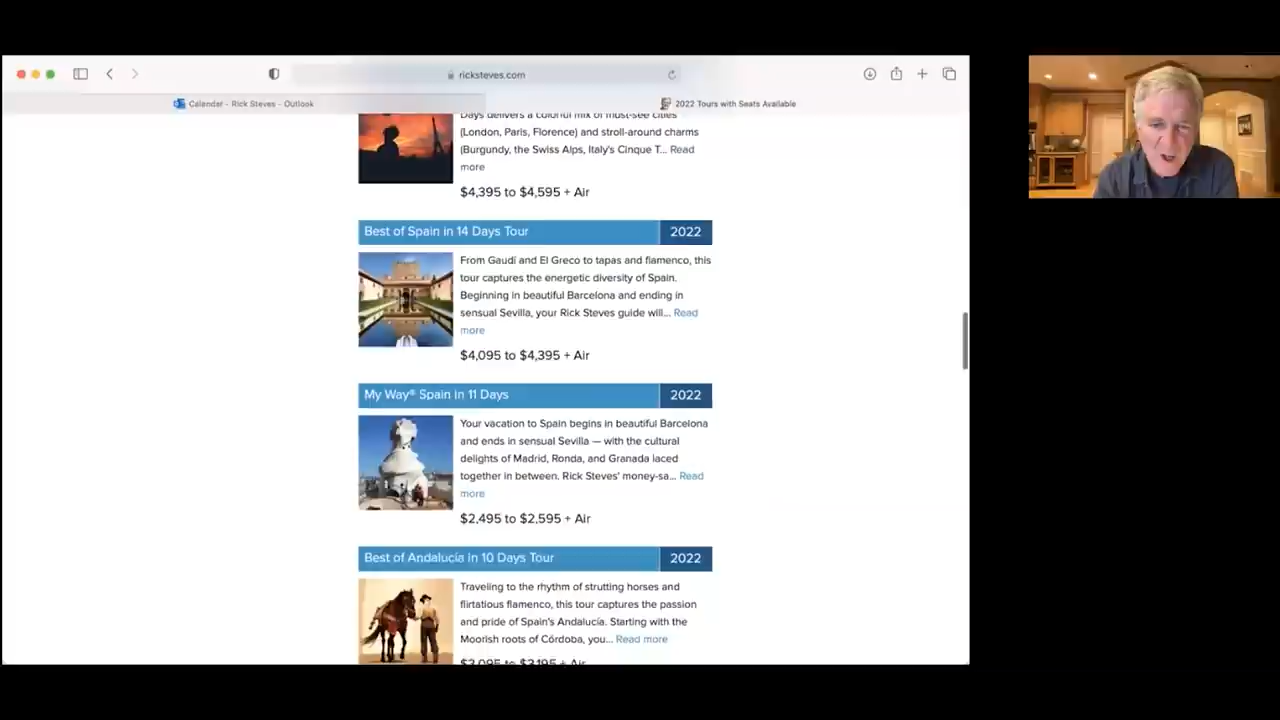 ricksteves.com
Calendar - Rick Steves - Outlook
2022 Tours with Seats Available
Days delivers a colorful mix of must-see cities
(London, Paris, Florence) and stroll-around charms
(Burgundy, the Swiss Alps, Italy's Cinque T... Read
more
$4,395 to $4,595 + Air
Best of Spain in 14 Days Tour 2022
From Gaudí and El Greco to tapas and flamenco, this
tour captures the energetic diversity of Spain.
Beginning in beautiful Barcelona and ending in
sensual Sevilla, your Rick Steves guide will... Read
more
$4,095 to $4,395 + Air
My Way® Spain in 11 Days 2022
Your vacation to Spain begins in beautiful Barcelona
and ends in sensual Sevilla — with the cultural
delights of Madrid, Ronda, and Granada laced
together in between. Rick Steves' money-sa... Read
more
$2,495 to $2,595 + Air
Best of Andalucía in 10 Days Tour 2022
Traveling to the rhythm of strutting horses and
flirtatious flamenco, this tour captures the passion
and pride of Spain's Andalucía. Starting with the
Moorish roots of Córdoba, you... Read more
$3,095 to $3,195 + Air